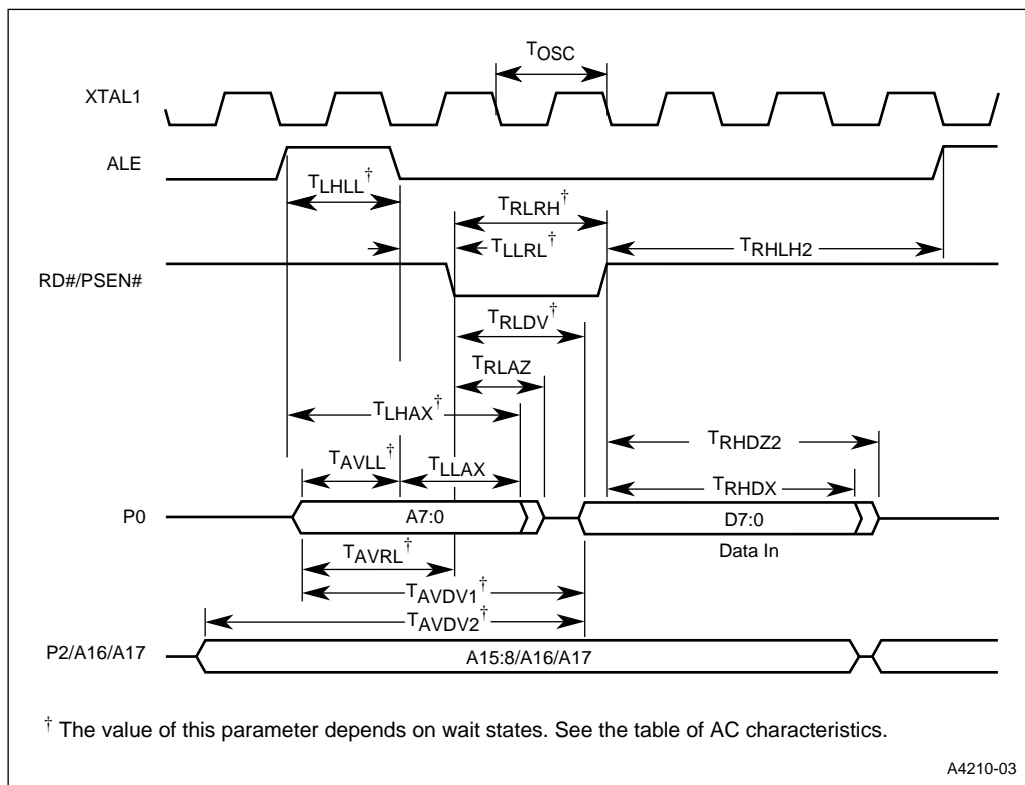 TOSC
XTAL1
ALE
TLHLL†
TRLRH†
TLLRL†
TRHLH2
RD#/PSEN#
TRLDV†
TRLAZ
TLHAX†
TRHDZ2
TAVLL†
TLLAX
TRHDX
P0
A7:0
D7:0
Data In
TAVRL†
TAVDV1†
TAVDV2†
P2/A16/A17
A15:8/A16/A17
† The value of this parameter depends on wait states. See the table of AC characteristics.
A4210-03